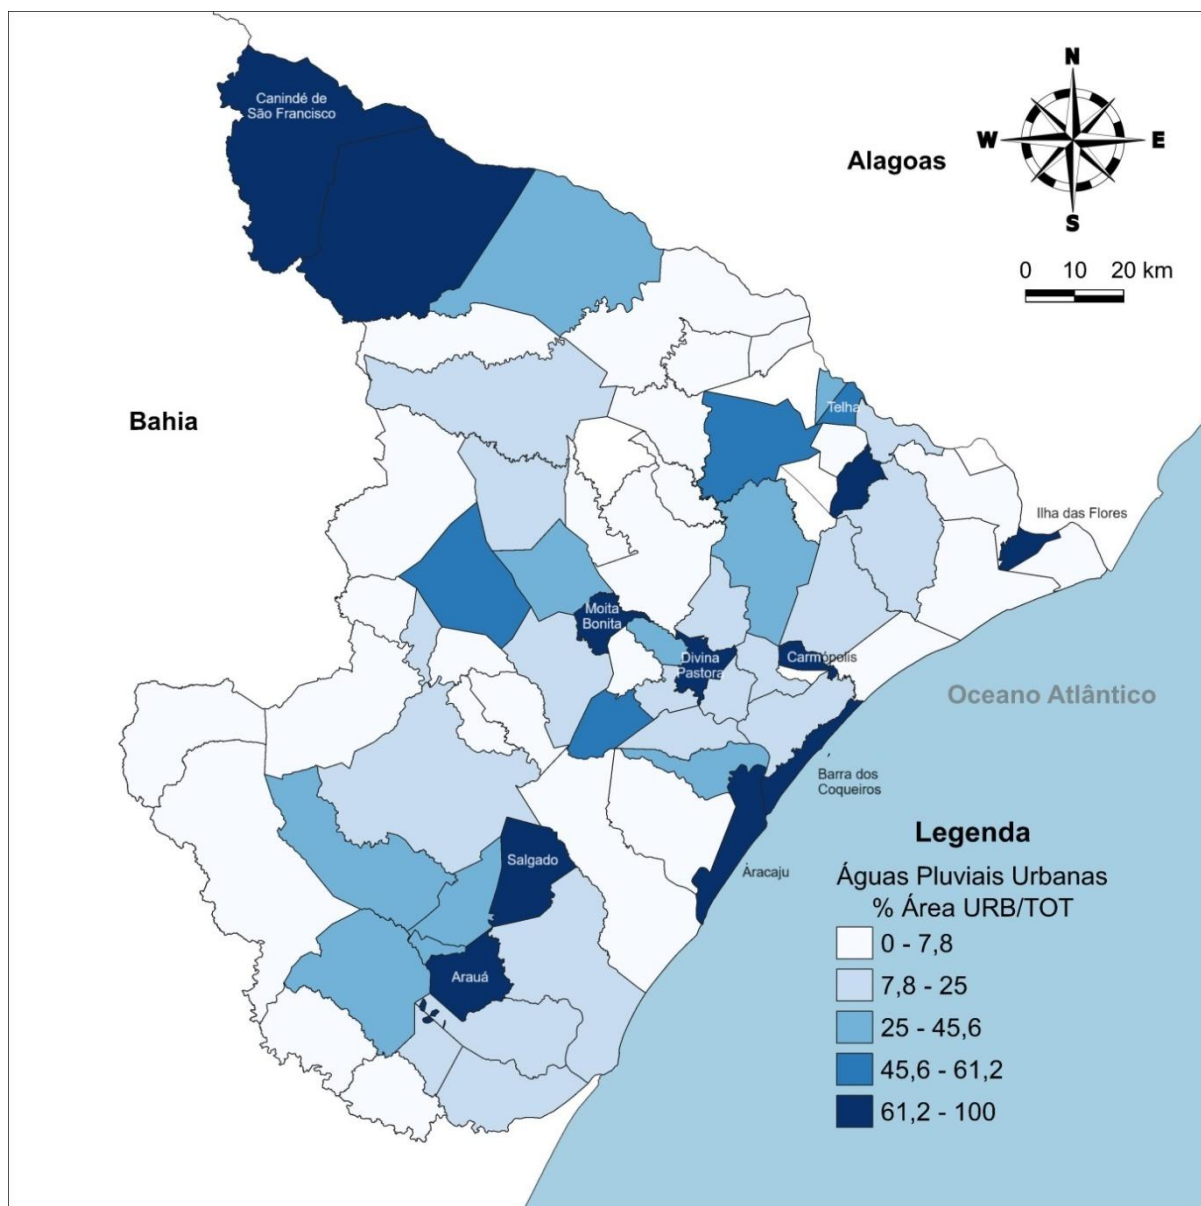 Canindé de
São Francisco
N
W
E
S
Alagoas
0 10 20 km
Bahia
Telha
Ilha das Flores
Moita
Bonita
Divina
Pastora
Carmópolis
Oceano Atlântico
Barra dos
Coqueiros
Aracaju
Salgado
Arauá
Legenda
Águas Pluviais Urbanas
% Área URB/TOT
0 - 7,8
7,8 - 25
25 - 45,6
45,6 - 61,2
61,2 - 100